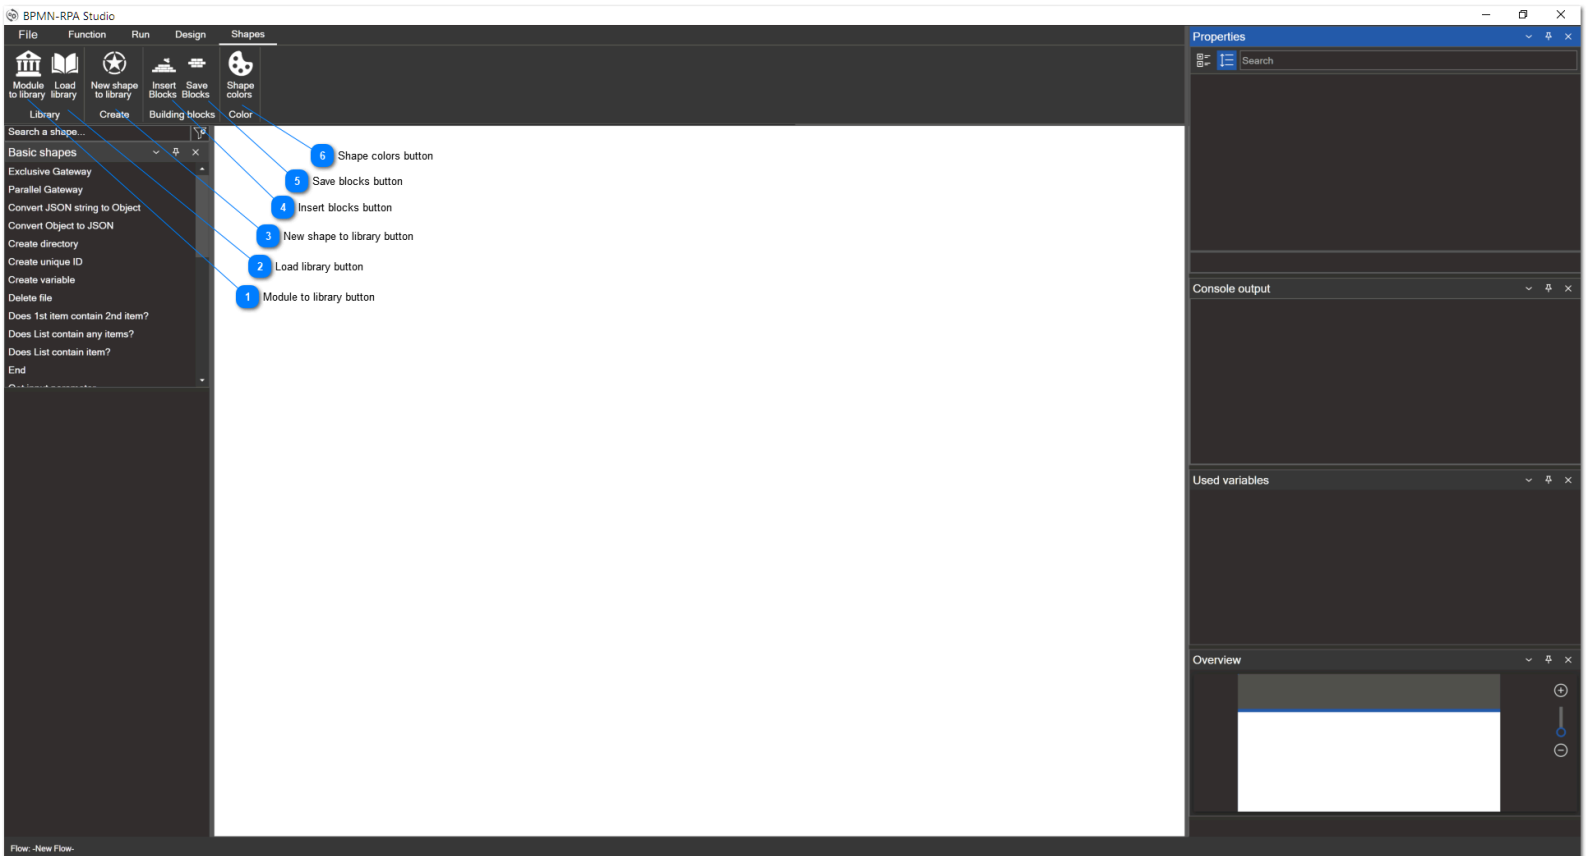 BPMN-RPA Studio
File Function Run Design Shapes
Module to library
Load library
New shape to library
Insert Blocks
Save Blocks
Shape colors
Library Create Building blocks Color
Search a shape...
Basic shapes
Exclusive Gateway
Parallel Gateway
Convert JSON string to Object
Convert Object to JSON
Create directory
Create unique ID
Create variable
Delete file
Does 1st item contain 2nd item?
Does List contain any items?
Does List contain item?
End
6 Shape colors button
5 Save blocks button
4 Insert blocks button
3 New shape to library button
2 Load library button
1 Module to library button
Properties
Search
Console output
Used variables
Overview
Flow: -New Flow-